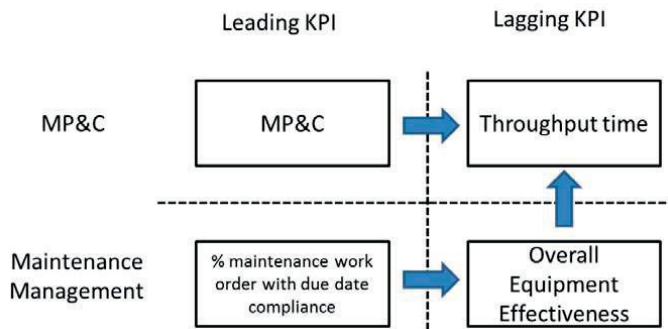 Leading KPI
Lagging KPI
MP&C
MP&C
Throughput time
Maintenance
Management
% maintenance work
order with due date
compliance
Overall
Equipment
Effectiveness